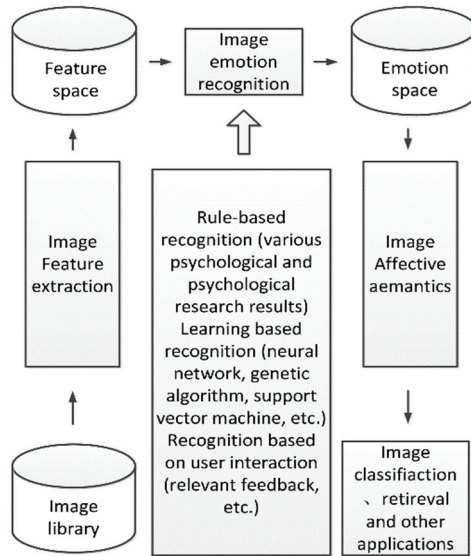 Feature
space
Image
emotion
recognition
Emotion
space
Image
Feature
extraction
Rule-based
recognition (various
psychological and
psychological
research results)
Learning based
recognition (neural
network, genetic
algorithm, support
vector machine, etc.)
Recognition based
on user interaction
(relevant feedback,
etc.)
Image
Affective
aemantics
Image
library
Image
classifiaction
、retireval
and other
applications